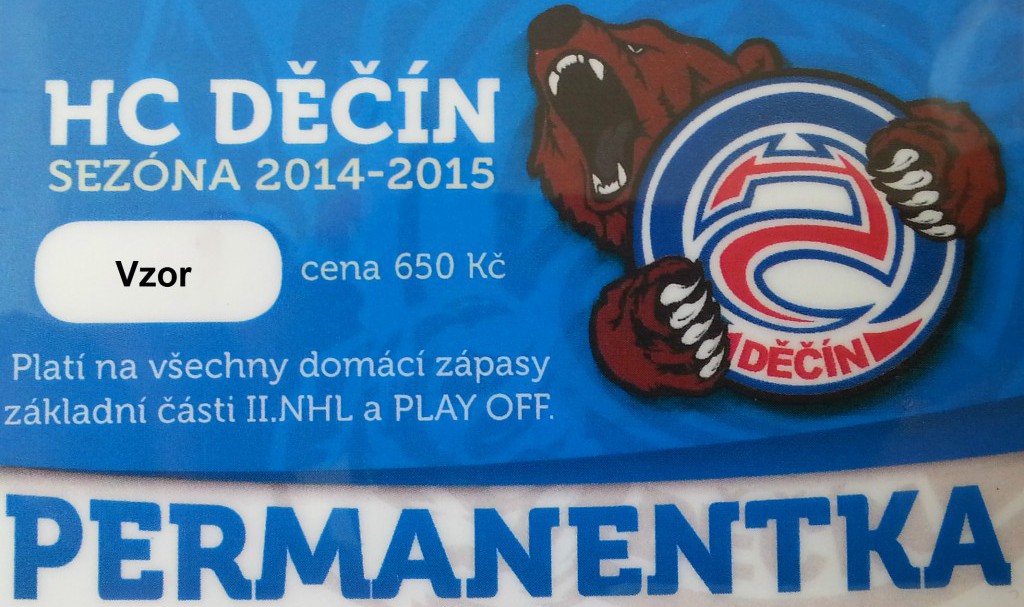 HC DĚČÍN
SEZÓNA 2014-2015
Vzor
cena 650 Kč
Platí na všechny domácí zápasy
základní části II.NHL a PLAY OFF.
DĚČÍN
PERMANENTKA